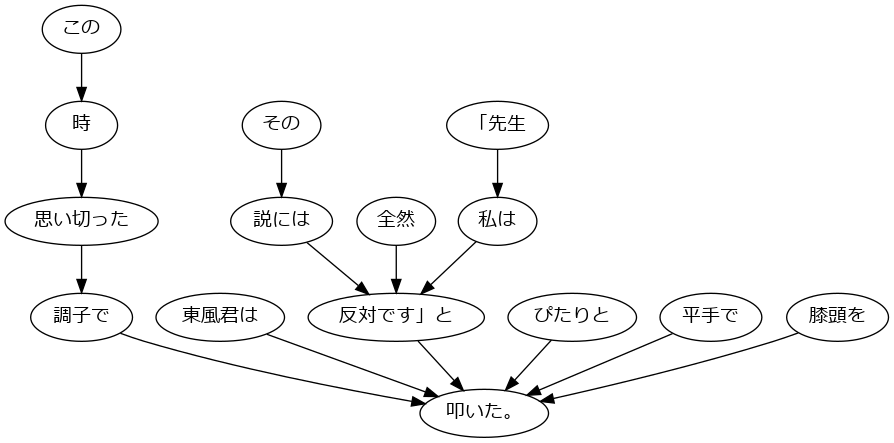 この
時
その
「先生
思い切った
説には
全然
私は
調子で
東風君は
反対です」と
ぴたりと
平手で
膝頭を
叩いた。